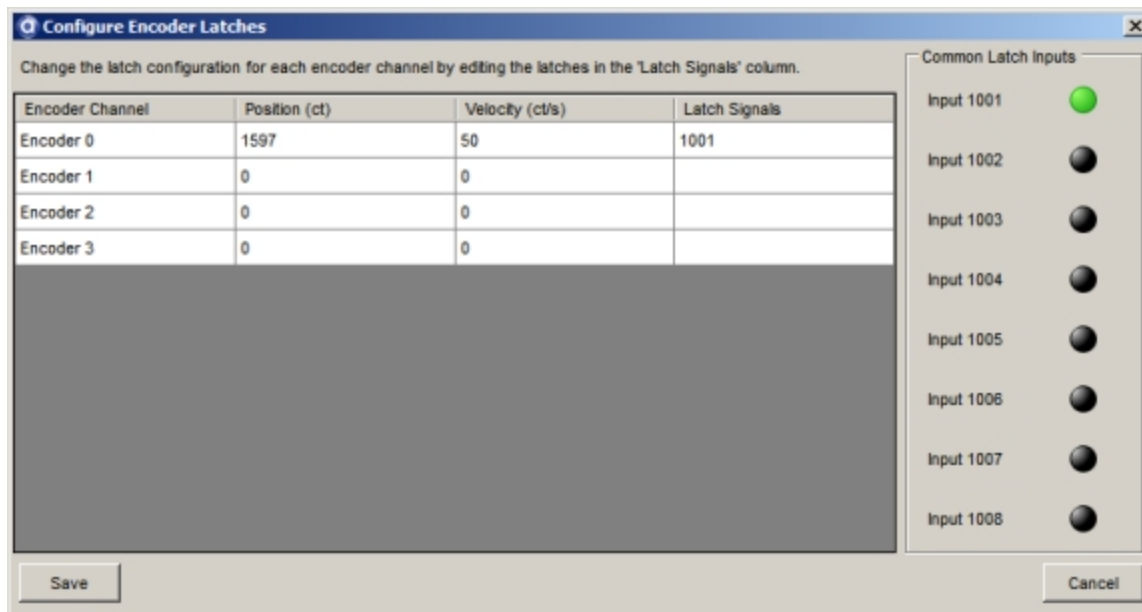 Configure Encoder Latches
Change the latch configuration for each encoder channel by editing the latches in the 'Latch Signals' column.
Encoder Channel Position (ct) Velocity (ct/s) Latch Signals
Encoder 0 1597 50 1001
Encoder 1 0 0
Encoder 2 0 0
Encoder 3 0 0
Common Latch Inputs
Input 1001
Input 1002
Input 1003
Input 1004
Input 1005
Input 1006
Input 1007
Input 1008
Save
Cancel